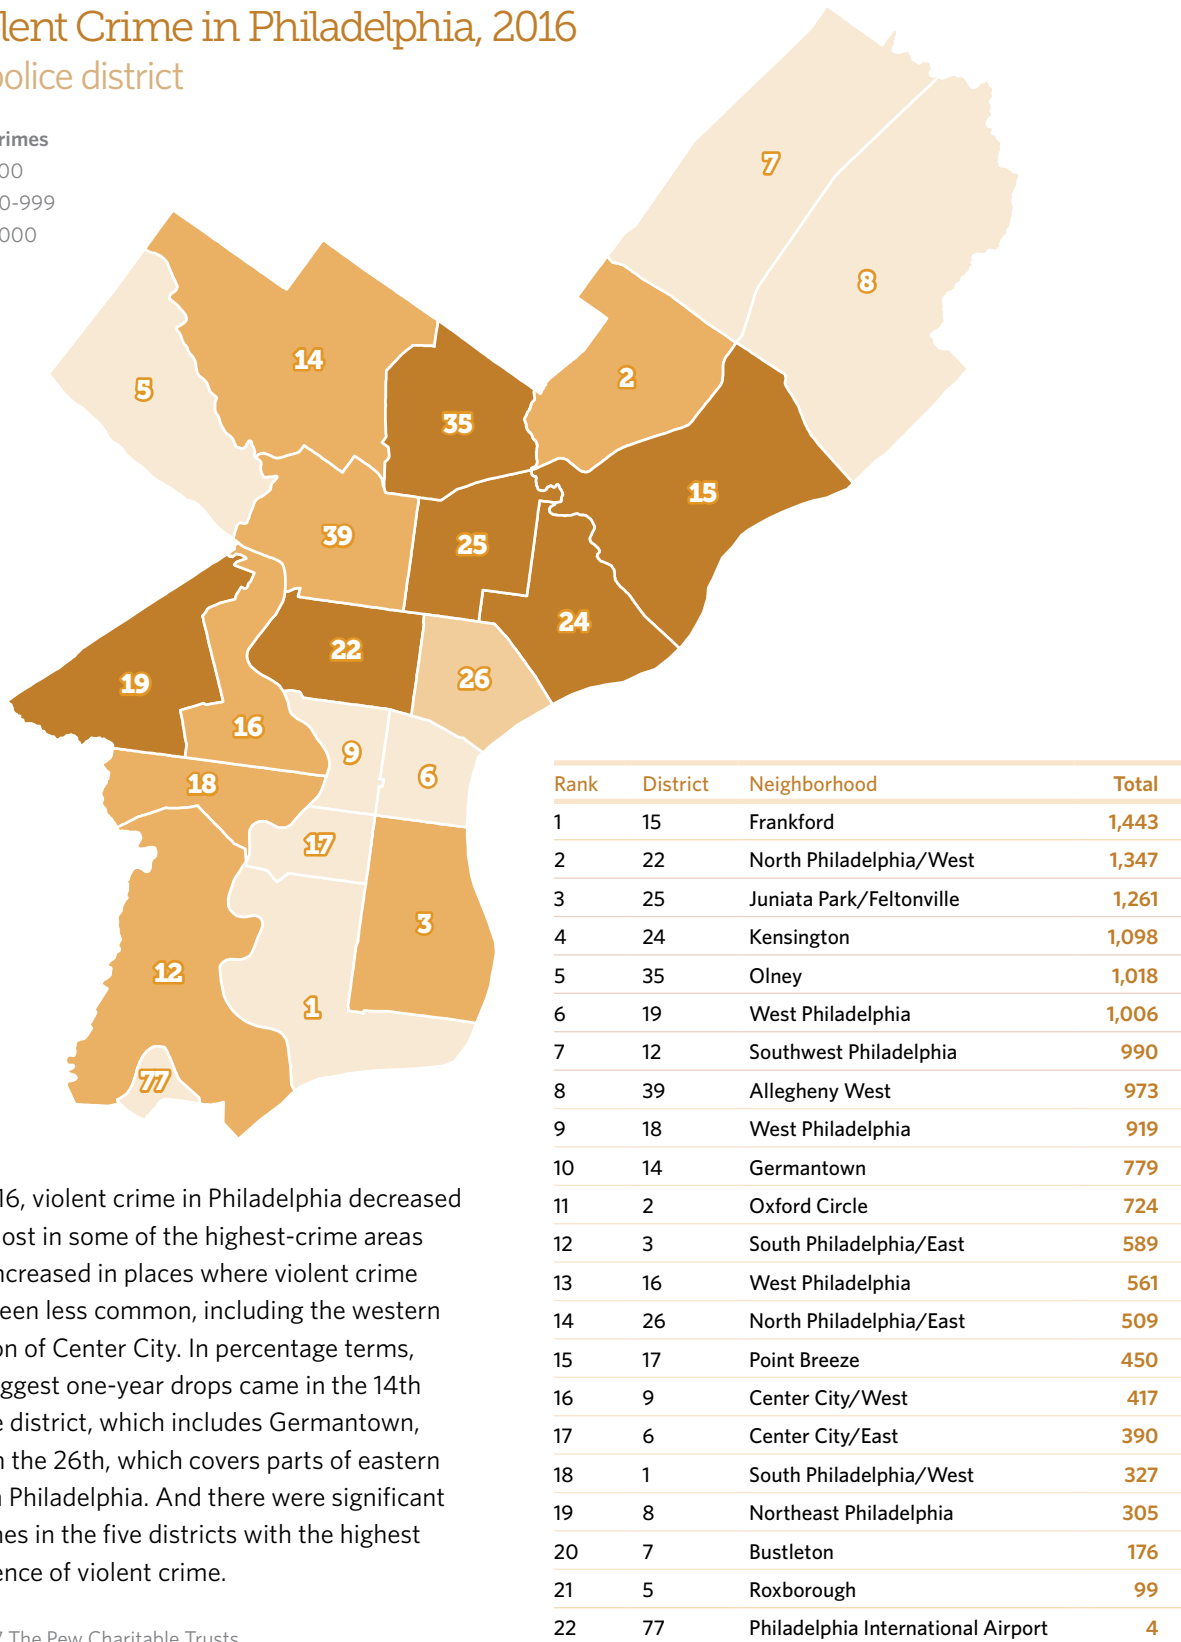 lent Crime in Philadelphia, 2016
police district
rimes
00
0-999
000
7
8
14
5
2
35
15
39
25
24
22
26
19
16
9
6
18
17
3
12
1
77
Rank District Neighborhood Total
1 15 Frankford 1,443
2 22 North Philadelphia/West 1,347
3 25 Juniata Park/Feltonville 1,261
4 24 Kensington 1,098
5 35 Olney 1,018
6 19 West Philadelphia 1,006
7 12 Southwest Philadelphia 990
8 39 Allegheny West 973
9 18 West Philadelphia 919
10 14 Germantown 779
11 2 Oxford Circle 724
12 3 South Philadelphia/East 589
13 16 West Philadelphia 561
14 26 North Philadelphia/East 509
15 17 Point Breeze 450
16 9 Center City/West 417
17 6 Center City/East 390
18 1 South Philadelphia/West 327
19 8 Northeast Philadelphia 305
20 7 Bustleton 176
21 5 Roxborough 99
22 77 Philadelphia International Airport 4
16, violent crime in Philadelphia decreased
ost in some of the highest-crime areas
ncreased in places where violent crime
een less common, including the western
on of Center City. In percentage terms,
ggest one-year drops came in the 14th
e district, which includes Germantown,
n the 26th, which covers parts of eastern
n Philadelphia. And there were significant
nes in the five districts with the highest
ence of violent crime.
7 The Pew Charitable Trusts